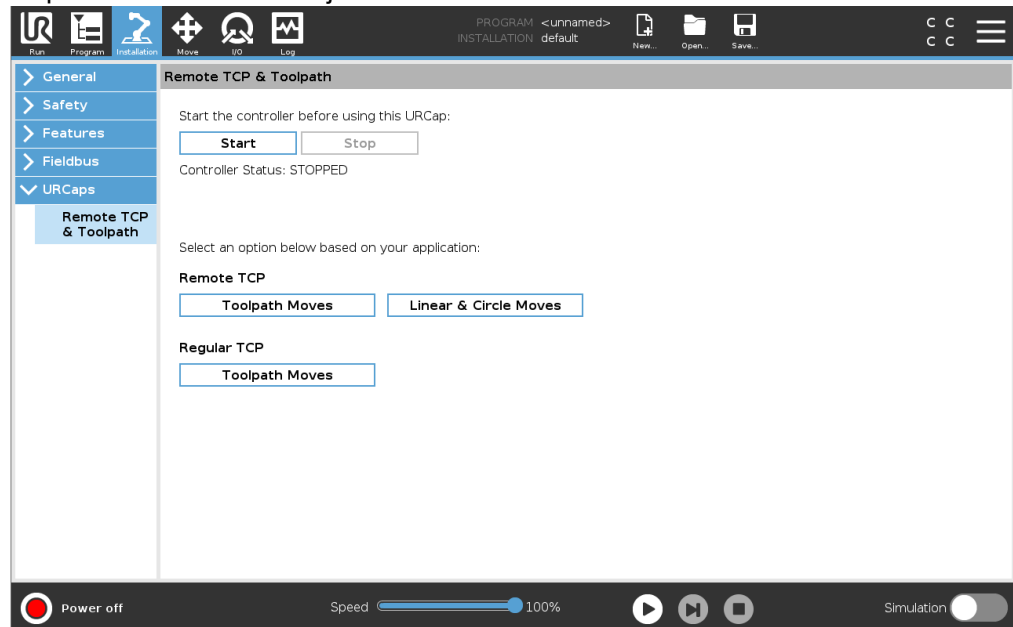 PROGRAM <unnamed>
INSTALLATION default
Run Program Installation Move I/O Log New... Open... Save...
C C
C C
General
Safety
Features
Fieldbus
URCaps
Remote TCP
& Toolpath
Remote TCP & Toolpath
Start the controller before using this URCap:
Start Stop
Controller Status: STOPPED
Select an option below based on your application:
Remote TCP
Toolpath Moves Linear & Circle Moves
Regular TCP
Toolpath Moves
Power off Speed 100% Simulation